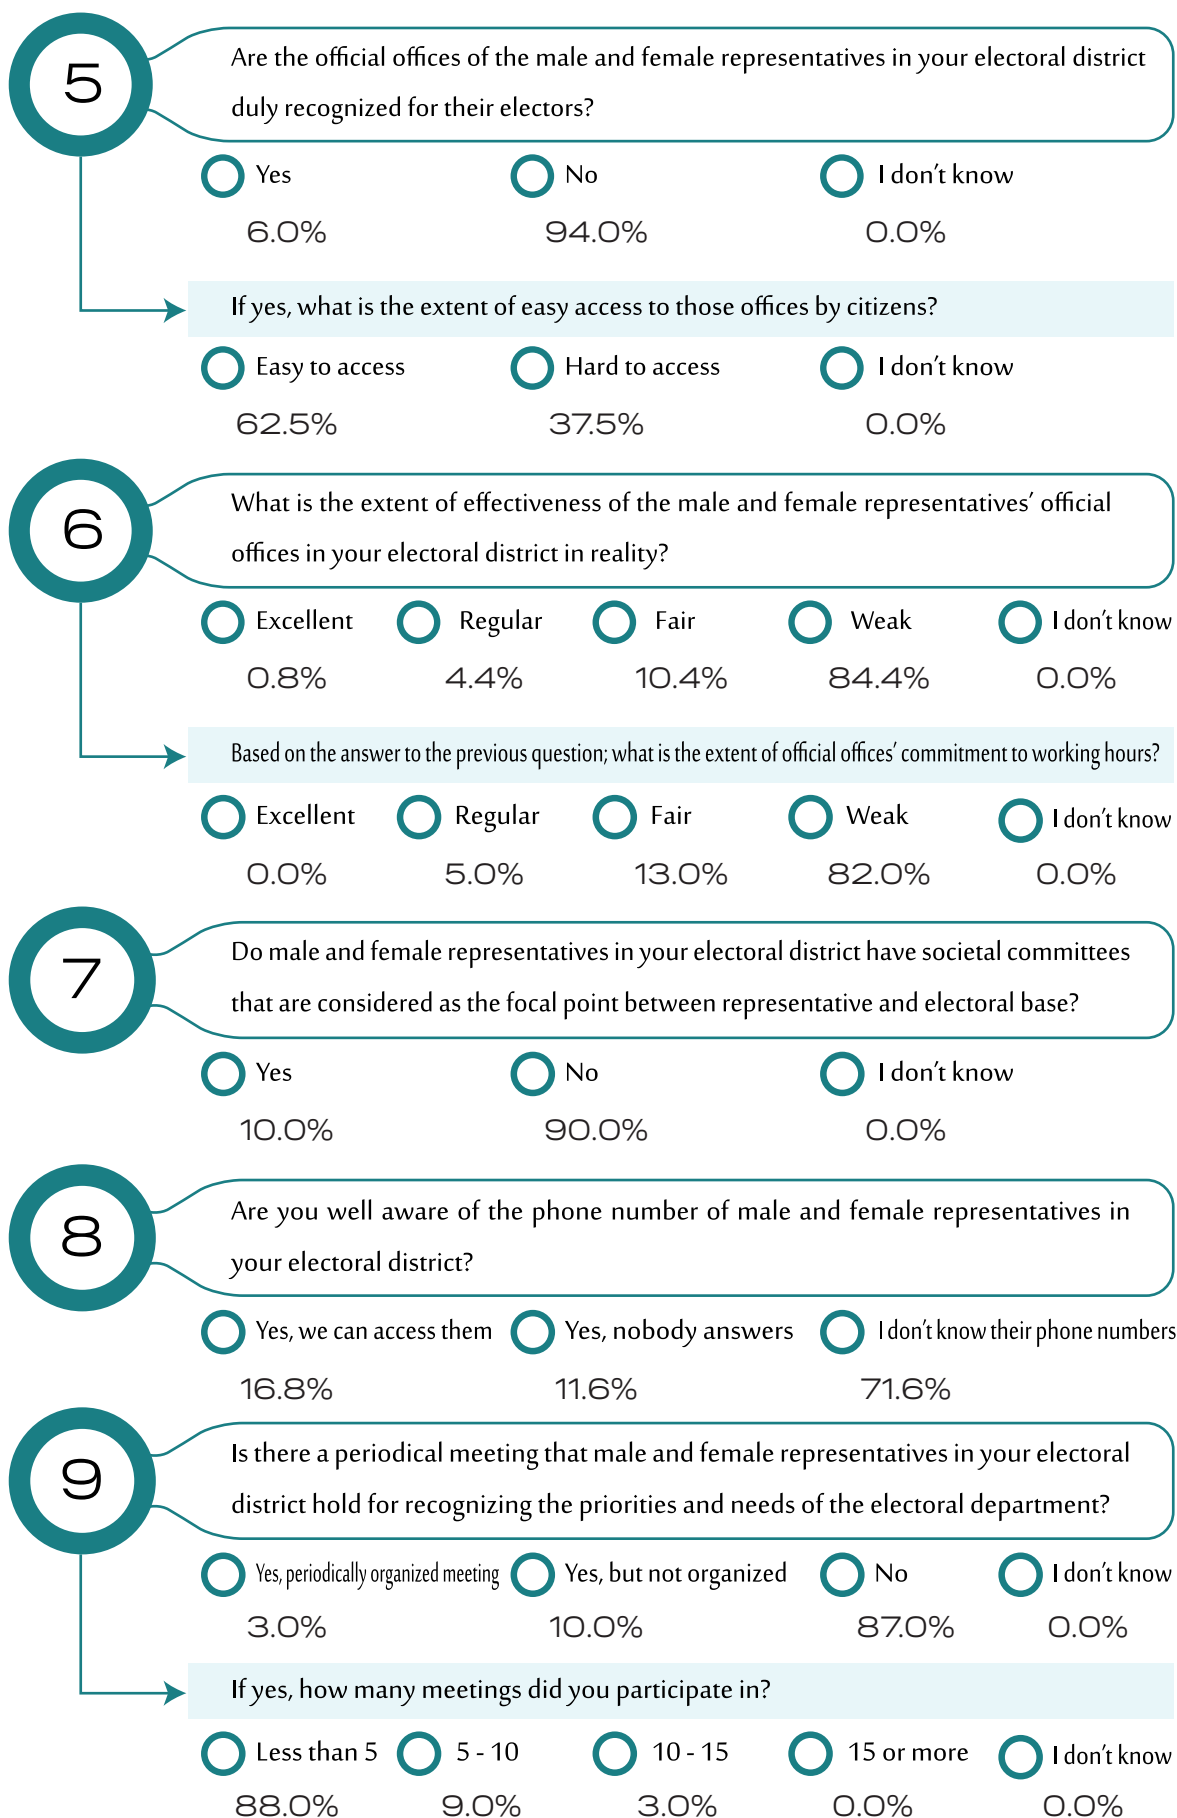 5
Are the official offices of the male and female representatives in your electoral district
duly recognized for their electors?
Yes No I don't know
6.0% 94.0% 0.0%
If yes, what is the extent of easy access to those offices by citizens?
Easy to access Hard to access I don't know
62.5% 37.5% 0.0%
6
What is the extent of effectiveness of the male and female representatives' official
offices in your electoral district in reality?
Excellent Regular Fair Weak I don't know
0.8% 4.4% 10.4% 84.4% 0.0%
Based on the answer to the previous question; what is the extent of official offices' commitment to working hours?
Excellent Regular Fair Weak I don't know
0.0% 5.0% 13.0% 82.0% 0.0%
7
Do male and female representatives in your electoral district have societal committees
that are considered as the focal point between representative and electoral base?
Yes No I don't know
10.0% 90.0% 0.0%
8
Are you well aware of the phone number of male and female representatives in
your electoral district?
Yes, we can access them Yes, nobody answers I don't know their phone numbers
16.8% 11.6% 71.6%
9
Is there a periodical meeting that male and female representatives in your electoral
district hold for recognizing the priorities and needs of the electoral department?
Yes, periodically organized meeting Yes, but not organized No I don't know
3.0% 10.0% 87.0% 0.0%
If yes, how many meetings did you participate in?
Less than 5 5 - 10 10 - 15 15 or more I don't know
88.0% 9.0% 3.0% 0.0% 0.0%